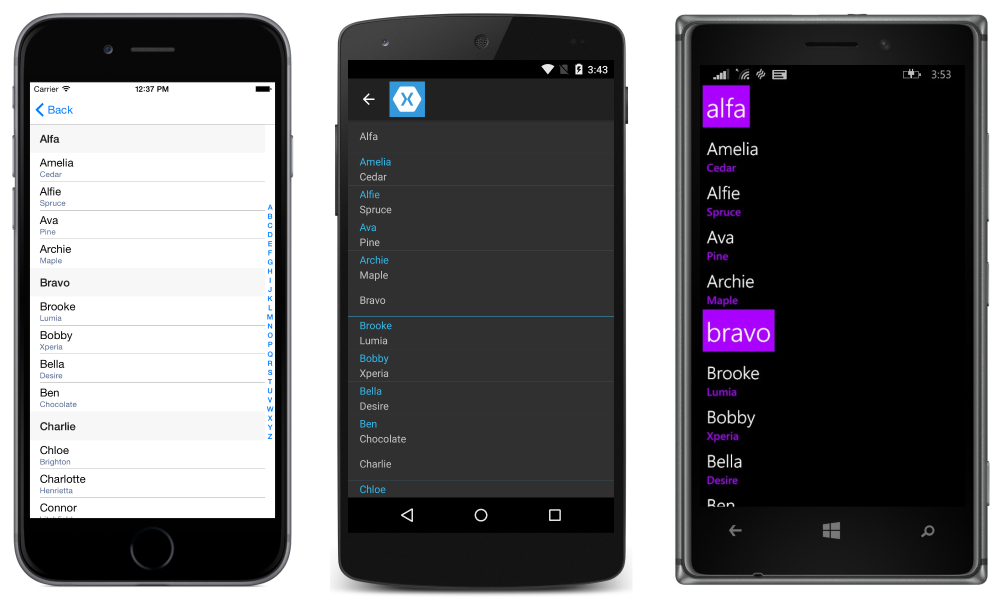 Carrier 12:37 PM
Back
Alfa
Amelia
Cedar
Alfie
Spruce
Ava
Pine
Archie
Maple
Bravo
Brooke
Lumia
Bobby
Xperia
Bella
Desire
Ben
Chocolate
Charlie
Chloe
Brighton
Charlotte
Henrietta
Connor
A
B
C
D
E
F
G
H
I
J
K
L
M
N
O
P
Q
R
S
T
U
V
W
X
Y
Z
3:43
Alfa
Amelia
Cedar
Alfie
Spruce
Ava
Pine
Archie
Maple
Bravo
Brooke
Lumia
Bobby
Xperia
Bella
Desire
Ben
Chocolate
Charlie
Chloe
3:53
alfa
Amelia
Cedar
Alfie
Spruce
Ava
Pine
Archie
Maple
bravo
Brooke
Lumia
Bobby
Xperia
Bella
Desire
Ben